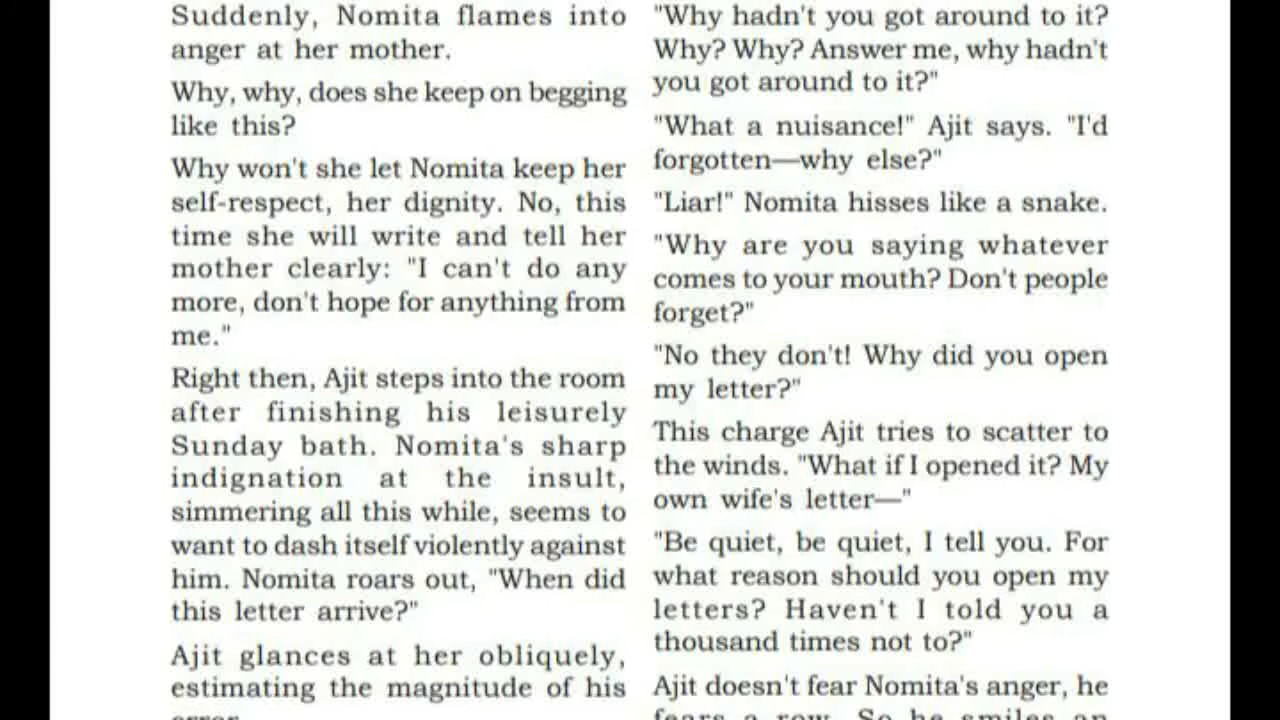 Suddenly, Nomita flames into
anger at her mother.
Why, why, does she keep on begging
like this?
Why won't she let Nomita keep her
self-respect, her dignity. No, this
time she will write and tell her
mother clearly: "I can't do any
more, don't hope for anything from
me."
Right then, Ajit steps into the room
after finishing his leisurely
Sunday bath. Nomita's sharp
indignation at the insult,
simmering all this while, seems to
want to dash itself violently against
him. Nomita roars out, "When did
this letter arrive?"
Ajit glances at her obliquely,
estimating the magnitude of his
error.
"Why hadn't you got around to it?
Why? Why? Answer me, why hadn't
you got around to it?"
"What a nuisance!" Ajit says. "I'd
forgotten—why else?"
"Liar!" Nomita hisses like a snake.
"Why are you saying whatever
comes to your mouth? Don't people
forget?"
"No they don't! Why did you open
my letter?"
This charge Ajit tries to scatter to
the winds. "What if I opened it? My
own wife's letter—"
"Be quiet, be quiet, I tell you. For
what reason should you open my
letters? Haven't I told you a
thousand times not to?"
Ajit doesn't fear Nomita's anger, he
fears a row. So he smiles an